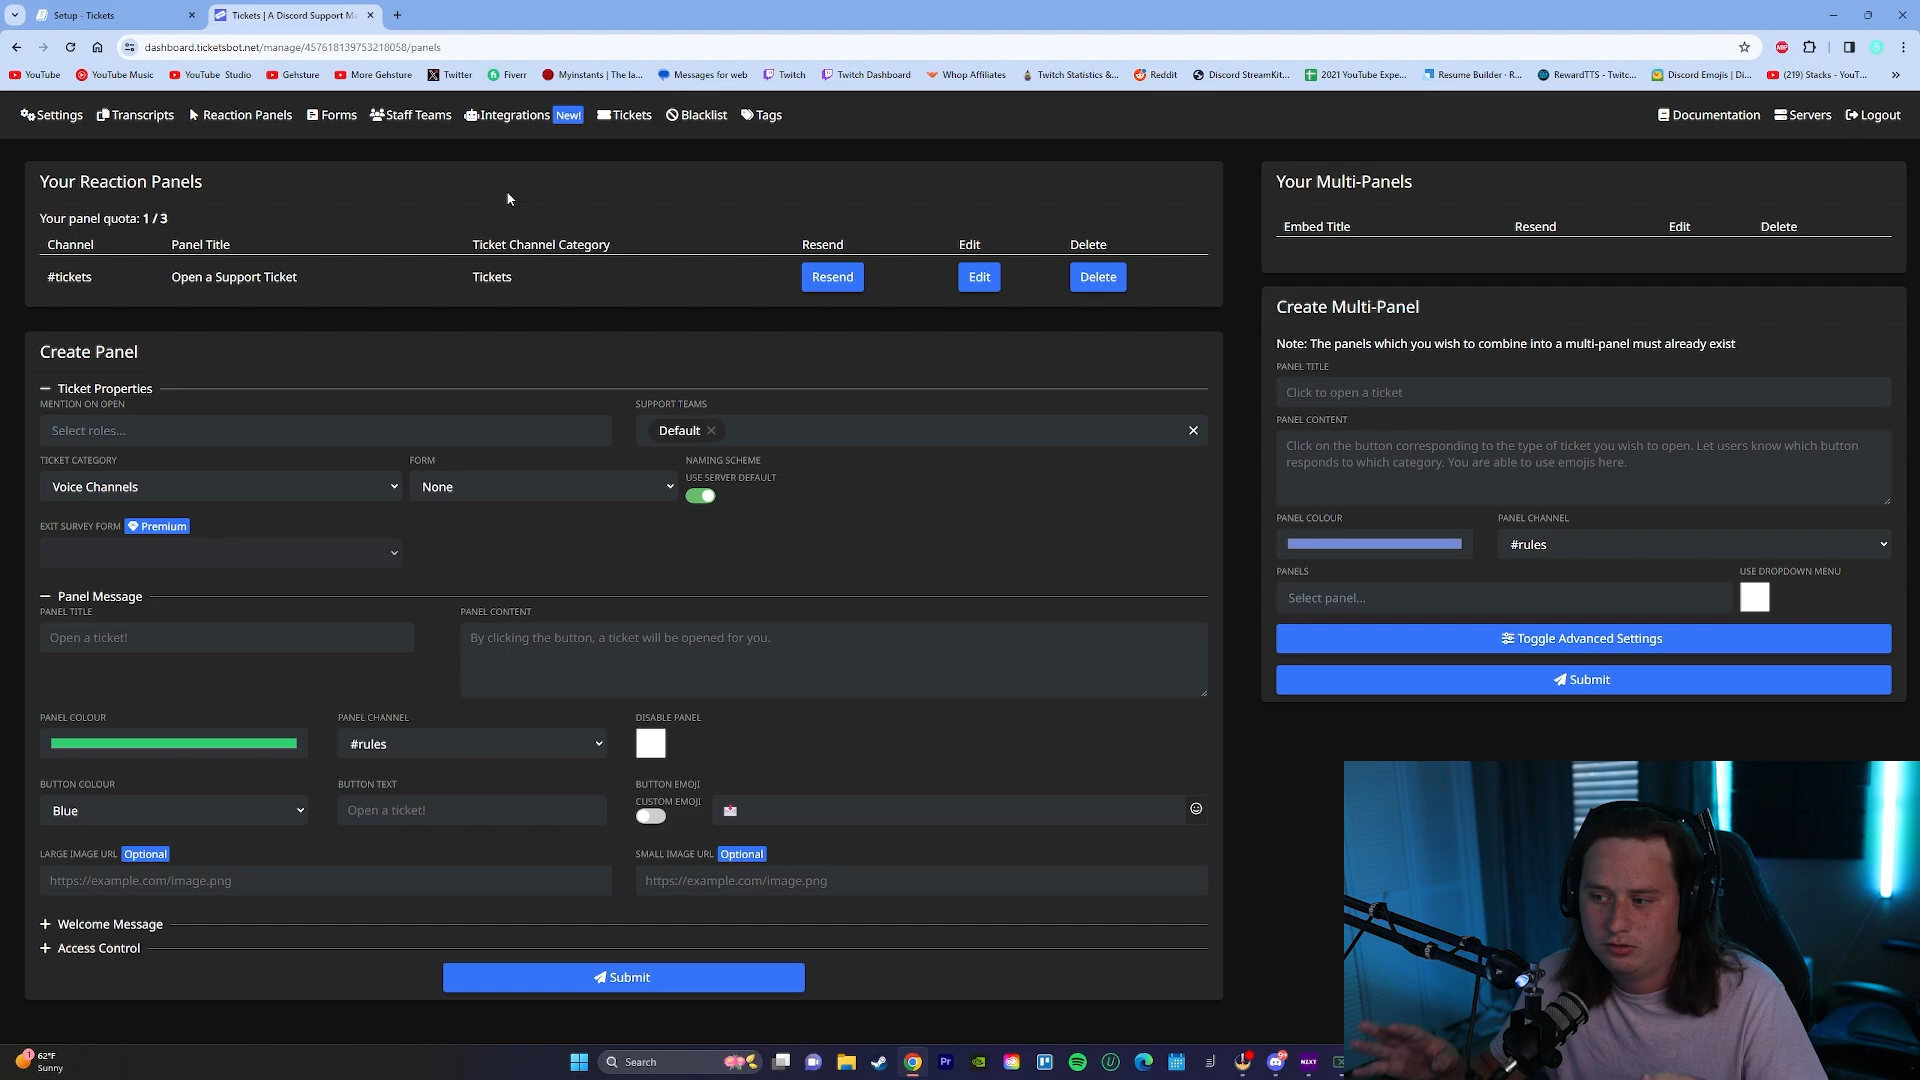 Setup - Tickets
Tickets | A Discord Support Ma
dashboard.ticketsbot.net/manage/457618139753218058/panels
YouTube YouTube Music YouTube Studio Gehsture More Gehsture Twitter Fiverr Myinstants | The la... Messages for web Twitch Twitch Dashboard Whop Affiliates Twitch Statistics &... Reddit Discord StreamKit... 2021 YouTube Expe... Resume Builder · R... RewardTTS - Twitc... Discord Emojis | Di... (219) Stacks - YouT...
Settings Transcripts Reaction Panels Forms Staff Teams Integrations New! Tickets Blacklist Tags Documentation Servers Logout
Your Reaction Panels
Your panel quota: 1 / 3
Channel Panel Title Ticket Channel Category Resend Edit Delete
#tickets Open a Support Ticket Tickets Resend Edit Delete
Create Panel
Ticket Properties
MENTION ON OPEN SUPPORT TEAMS
Select roles... Default
TICKET CATEGORY FORM NAMING SCHEME
USE SERVER DEFAULT
Voice Channels None
EXIT SURVEY FORM Premium
Panel Message
PANEL TITLE PANEL CONTENT
Open a ticket! By clicking the button, a ticket will be opened for you.
PANEL COLOUR PANEL CHANNEL DISABLE PANEL
#rules
BUTTON COLOUR BUTTON TEXT BUTTON EMOJI
CUSTOM EMOJI
Blue Open a ticket!
LARGE IMAGE URL Optional SMALL IMAGE URL Optional
https://example.com/image.png https://example.com/image.png
Welcome Message
Access Control
Submit
Your Multi-Panels
Embed Title Resend Edit Delete
Create Multi-Panel
Note: The panels which you wish to combine into a multi-panel must already exist
PANEL TITLE
Click to open a ticket
PANEL CONTENT
Click on the button corresponding to the type of ticket you wish to open. Let users know which button
responds to which category. You are able to use emojis here.
PANEL COLOUR PANEL CHANNEL
#rules
PANELS USE DROPDOWN MENU
Select panel...
Toggle Advanced Settings
Submit
62°F
Sunny
Search